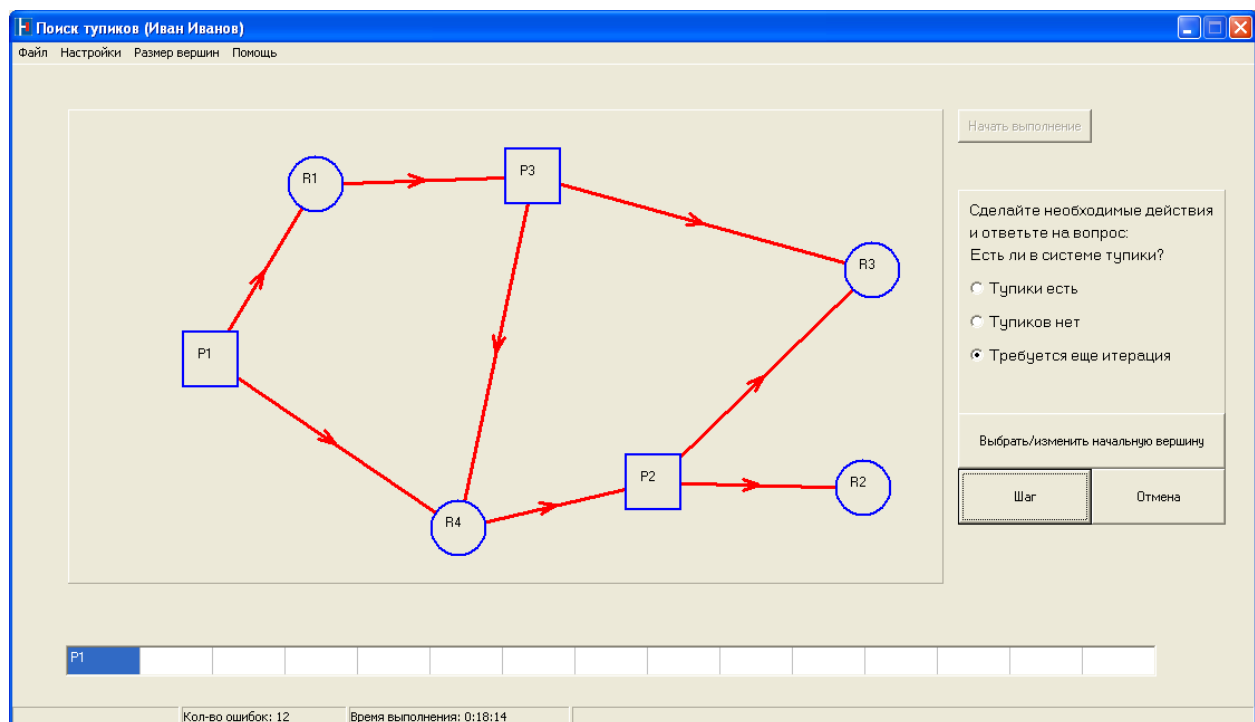 Поиск тупиков (Иван Иванов)
Файл Настройки Размер вершин Помощь
Начать выполнение
R1
P3
R3
P1
P2
R2
R4
Сделайте необходимые действия
и ответьте на вопрос:
Есть ли в системе тупики?
Тупики есть
Тупиков нет
Требуется еще итерация
Выбрать/изменить начальную вершину
Шаг Отмена
P1
Кол-во ошибок: 12 Время выполнения: 0:18:14